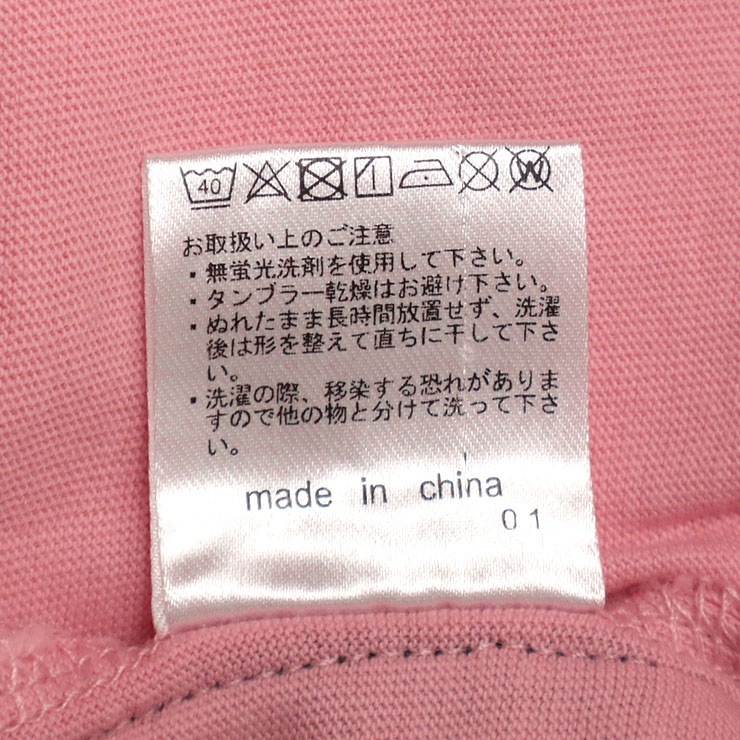 40 W
お取扱い上のご注意
・無蛍光洗剤を使用して下さい。
・タンブラー乾燥はお避け下さい。
・ぬれたまま長時間放置せず、洗濯
後は形を整えて直ちに干して下さ
い。
・洗濯の際、移染する恐れがありま
すので他の物と分けて洗って下さ
い。
made in china
01